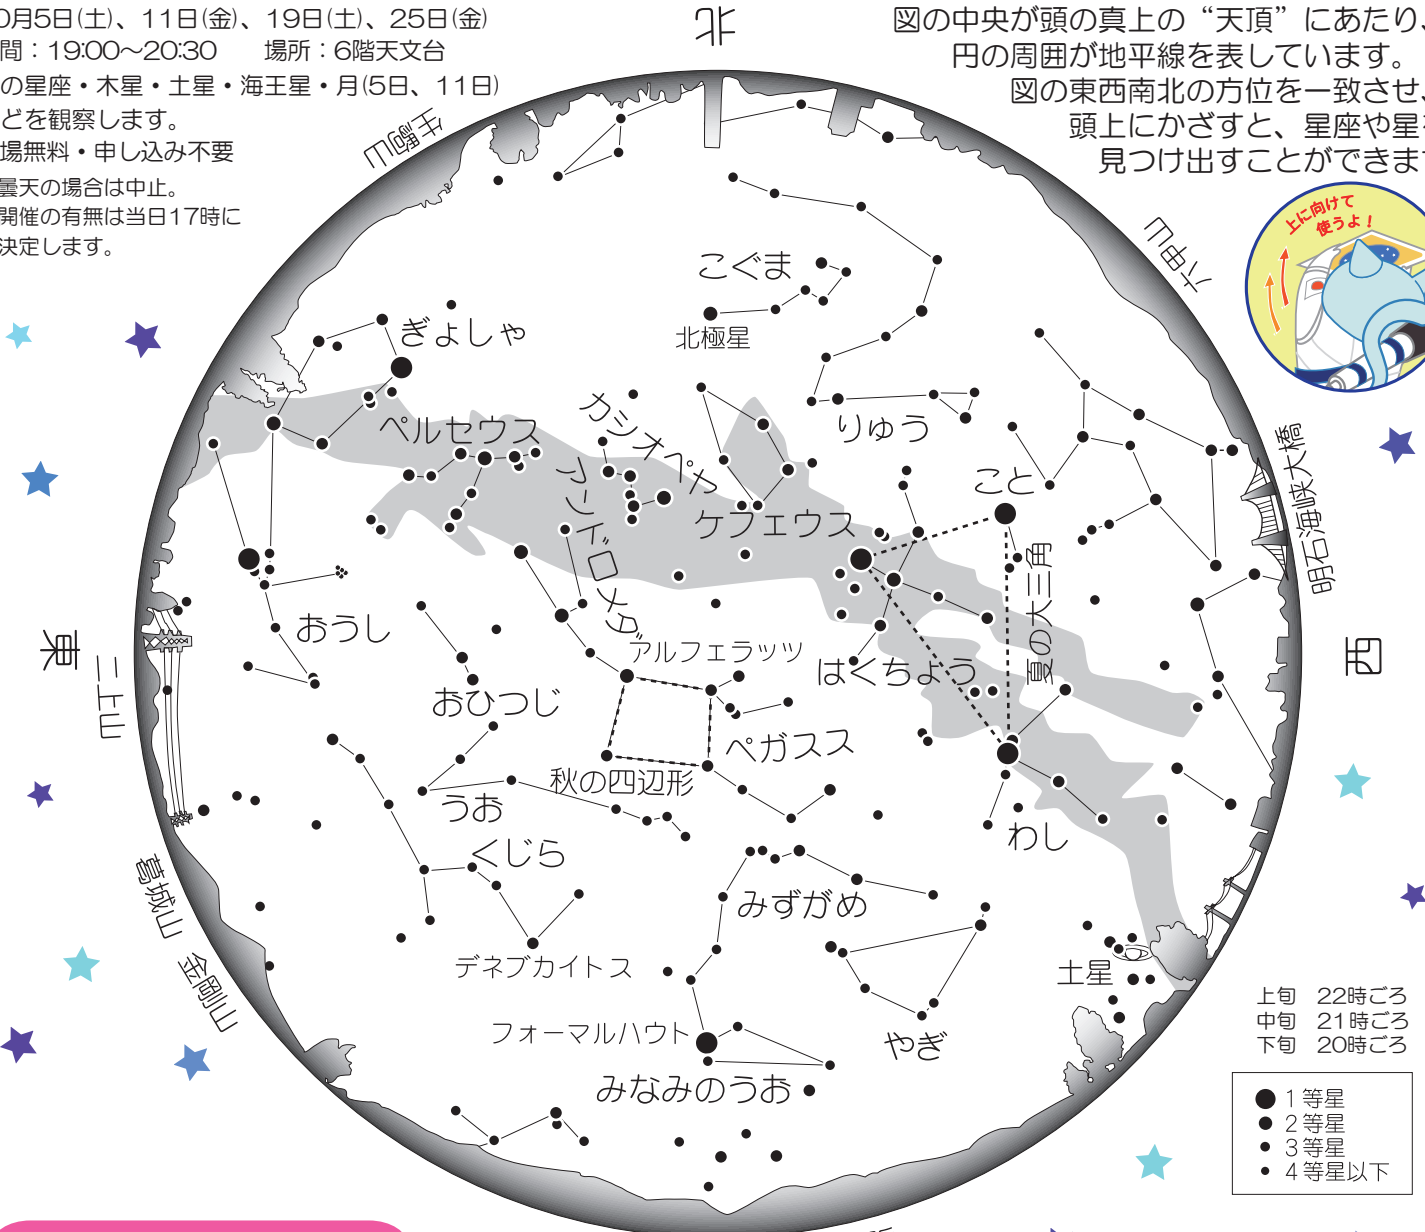 0月5日(土)、11日(金)、19日(土)、25日(金)
間：19:00～20:30　場所：6階天文台
の星座・木星・土星・海王星・月(5日、11日)
どを観察します。
場無料・申し込み不要
曇天の場合は中止。
開催の有無は当日17時に
決定します。
北
図の中央が頭の真上の“天頂”にあたり、
円の周囲が地平線を表しています。
図の東西南北の方位を一致させ、
頭上にかざすと、星座や星
見つけ出すことができま
上に向けて
使うよ！
生駒山
六甲山
こぐま
北極星
ぎょしゃ
ペルセウス
カシオペヤ
りゅう
アンドロメダ
ケフェウス
こと
明石海峡大橋
夏の大三角
おうし
東
二上山
西
アルフェラッツ
はくちょう
おひつじ
ペガスス
秋の四辺形
うお
わし
くじら
みずがめ
葛城山
金剛山
デネブカイトス
土星
フォーマルハウト
やぎ
みなみのうお
上旬　22時ごろ
中旬　21時ごろ
下旬　20時ごろ
1等星
2等星
3等星
4等星以下